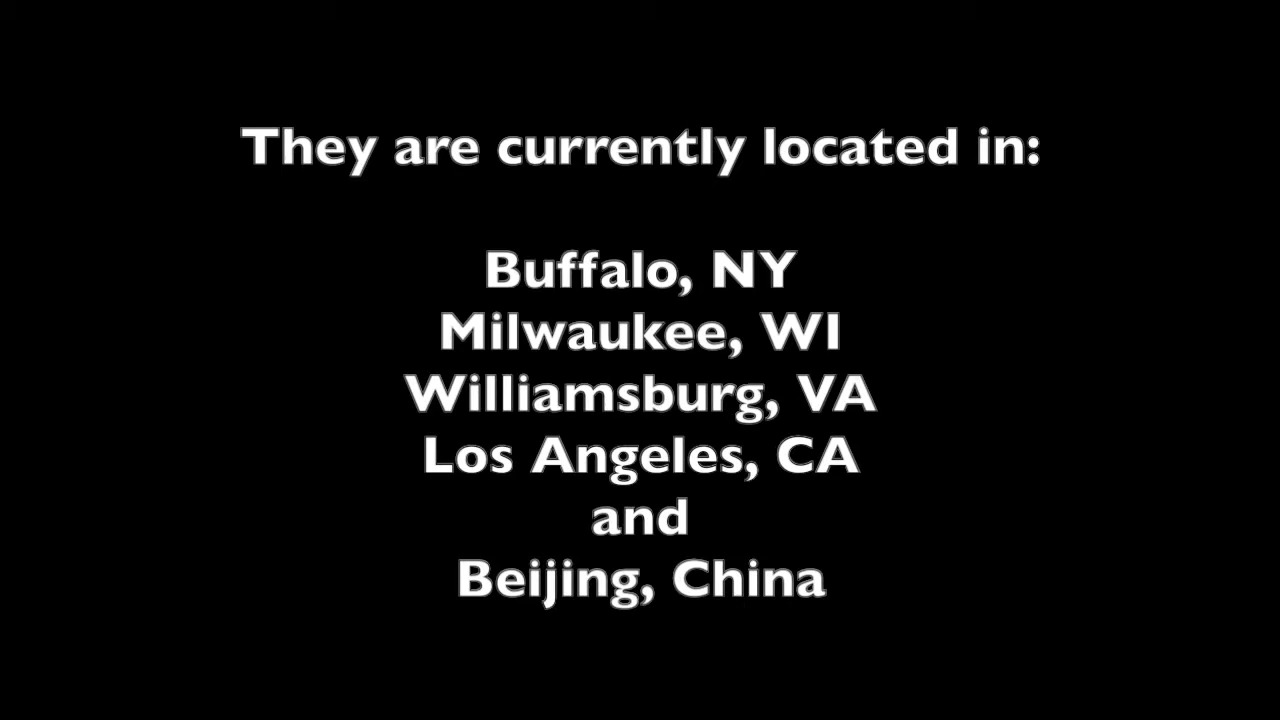 They are currently located in:
Buffalo, NY
Milwaukee, WI
Williamsburg, VA
Los Angeles, CA
and
Beijing, China